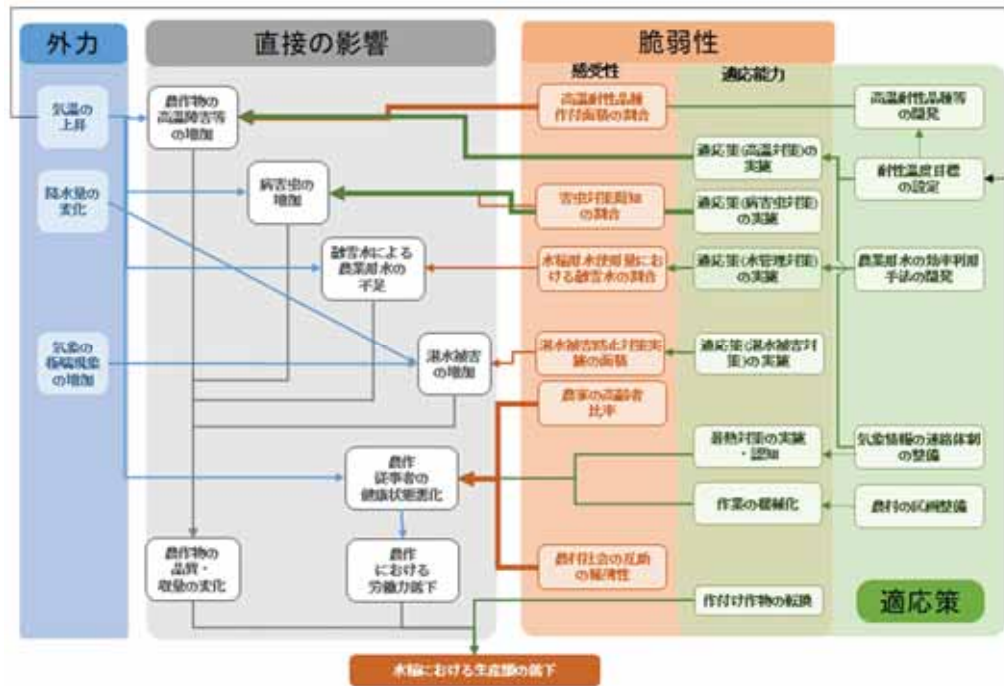 外力
直接の影響
脆弱性
感受性
適応能力
気温の
上昇
降水量の
変化
気象の
極端現象
の増加
農作物の
高温障害等
の増加
病害虫の
増加
融雪水による
農業用水の
不足
湛水被害
の増加
農作
従事者の
健康状態悪化
農作物の
品質・
収量の変化
農作
における
労働力低下
高温耐性品種
作付面積の割合
害虫対策周知
の割合
水稲用水使用量にお
ける融雪水の割合
湛水被害防止対策実
施の面積
農家の高齢者
比率
農村社会の互助
の希薄性
適応策(高温対策)の
実施
適応策(病害虫対策)
の実施
適応策(水管理対策)
の実施
適応策(湛水被害対
策)の実施
暑熱対策の実施
・認知
作業の機械化
作付け作物の転換
高温耐性品種等
の開発
耐性温度目標
の設定
農業用水の効率利用
手法の開発
気象情報の連絡体制
の整備
農村の区画整備
適応策
水稲における生産額の低下